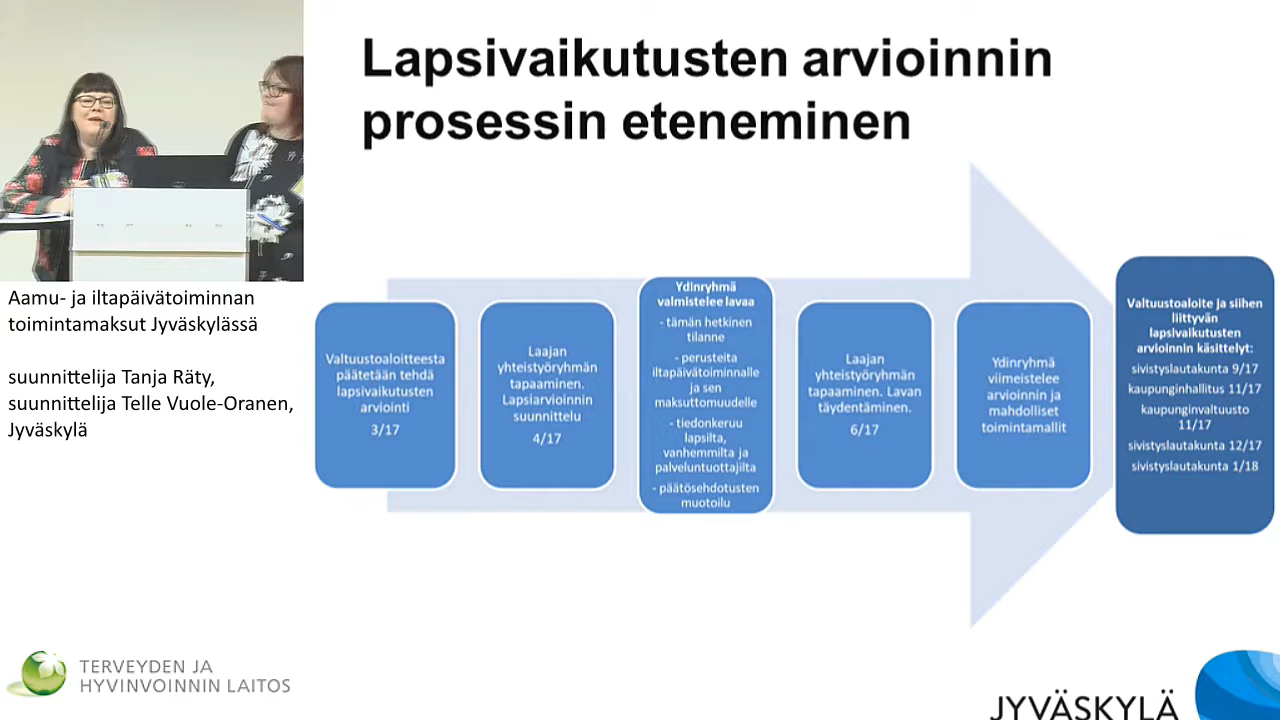 Lapsivaikutusten arvioinnin
prosessin eteneminen
Aamu- ja iltapäivätoiminnan
toimintamaksut Jyväskylässä
suunnittelija Tanja Räty,
suunnittelija Telle Vuole-Oranen,
Jyväskylä
Valtuustoaloitteesta
päätetään tehdä
lapsivaikutusten
arviointi
3/17
Laajan
yhteistyöryhmän
tapaaminen.
Lapsiarvioinnin
suunnittelu
4/17
Ydinryhmä
valmistelee lavaa
- tämän hetkinen
tilanne
- perusteita
iltapäivätoiminnalle
ja sen
maksuttomuudelle
- tiedonkeruu
lapsilta,
vanhemmilta ja
palveluntuottajilta
- päätösehdotusten
muotoilu
Laajan
yhteistyöryhmän
tapaaminen. Lavan
täydentäminen.
6/17
Ydinryhmä
viimeistelee
arvioinnin ja
mahdolliset
toimintamallit
Valtuustoaloite ja siihen
liittyvän
lapsivaikutusten
arvioinnin käsittelyt:
sivistyslautakunta 9/17
kaupunginhallitus 11/17
kaupunginvaltuusto
11/17
sivistyslautakunta 12/17
sivistyslautakunta 1/18
TERVEYDEN JA
HYVINVOINNIN LAITOS
JYVÄSKYLÄ